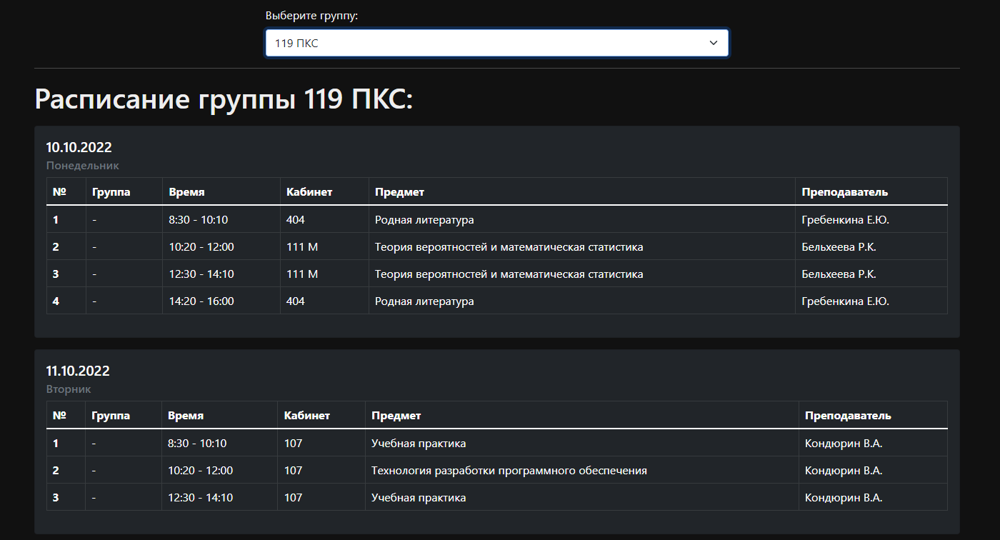 Выберите группу:
119 ПКС
Расписание группы 119 ПКС:
10.10.2022
Понедельник
№ Группа Время Кабинет Предмет Преподаватель
1 - 8:30 - 10:10 404 Родная литература Гребенкина Е.Ю.
2 - 10:20 - 12:00 111 М Теория вероятностей и математическая статистика Бельхеева Р.К.
3 - 12:30 - 14:10 111 М Теория вероятностей и математическая статистика Бельхеева Р.К.
4 - 14:20 - 16:00 404 Родная литература Гребенкина Е.Ю.
11.10.2022
Вторник
№ Группа Время Кабинет Предмет Преподаватель
1 - 8:30 - 10:10 107 Учебная практика Кондюрин В.А.
2 - 10:20 - 12:00 107 Технология разработки программного обеспечения Кондюрин В.А.
3 - 12:30 - 14:10 107 Учебная практика Кондюрин В.А.